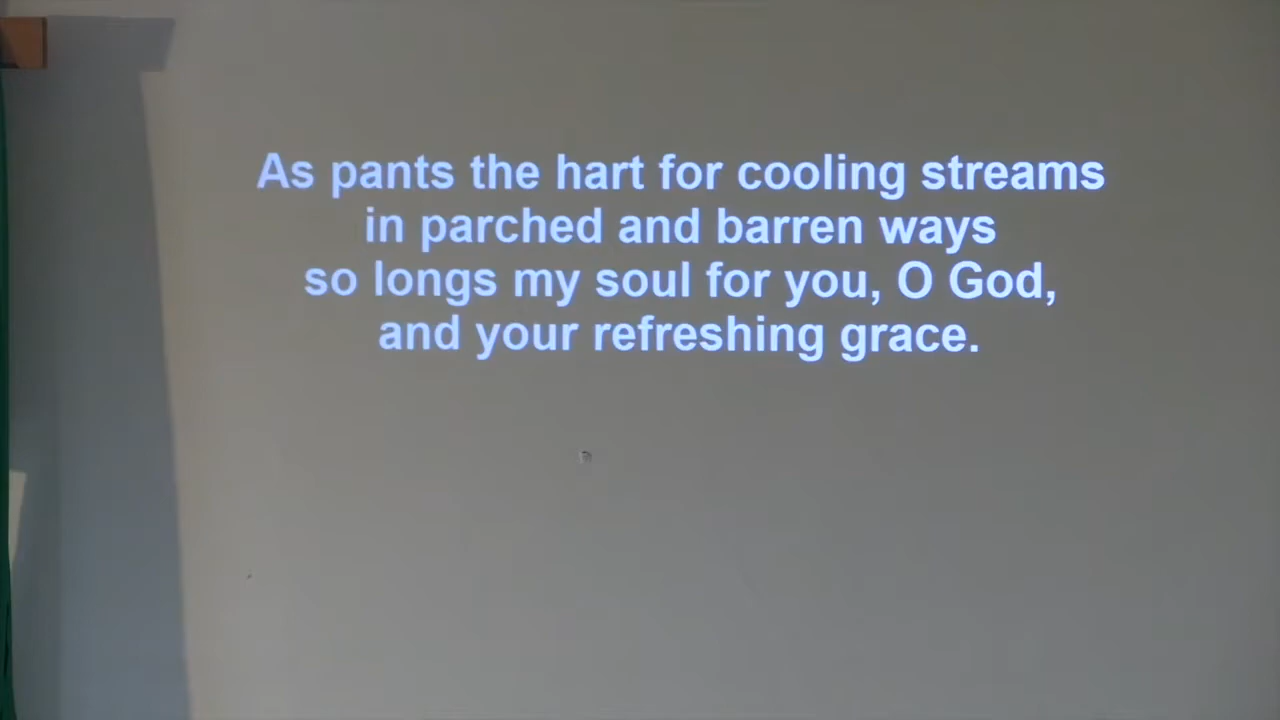 As pants the hart for cooling streams
in parched and barren ways
so longs my soul for you, O God,
and your refreshing grace.